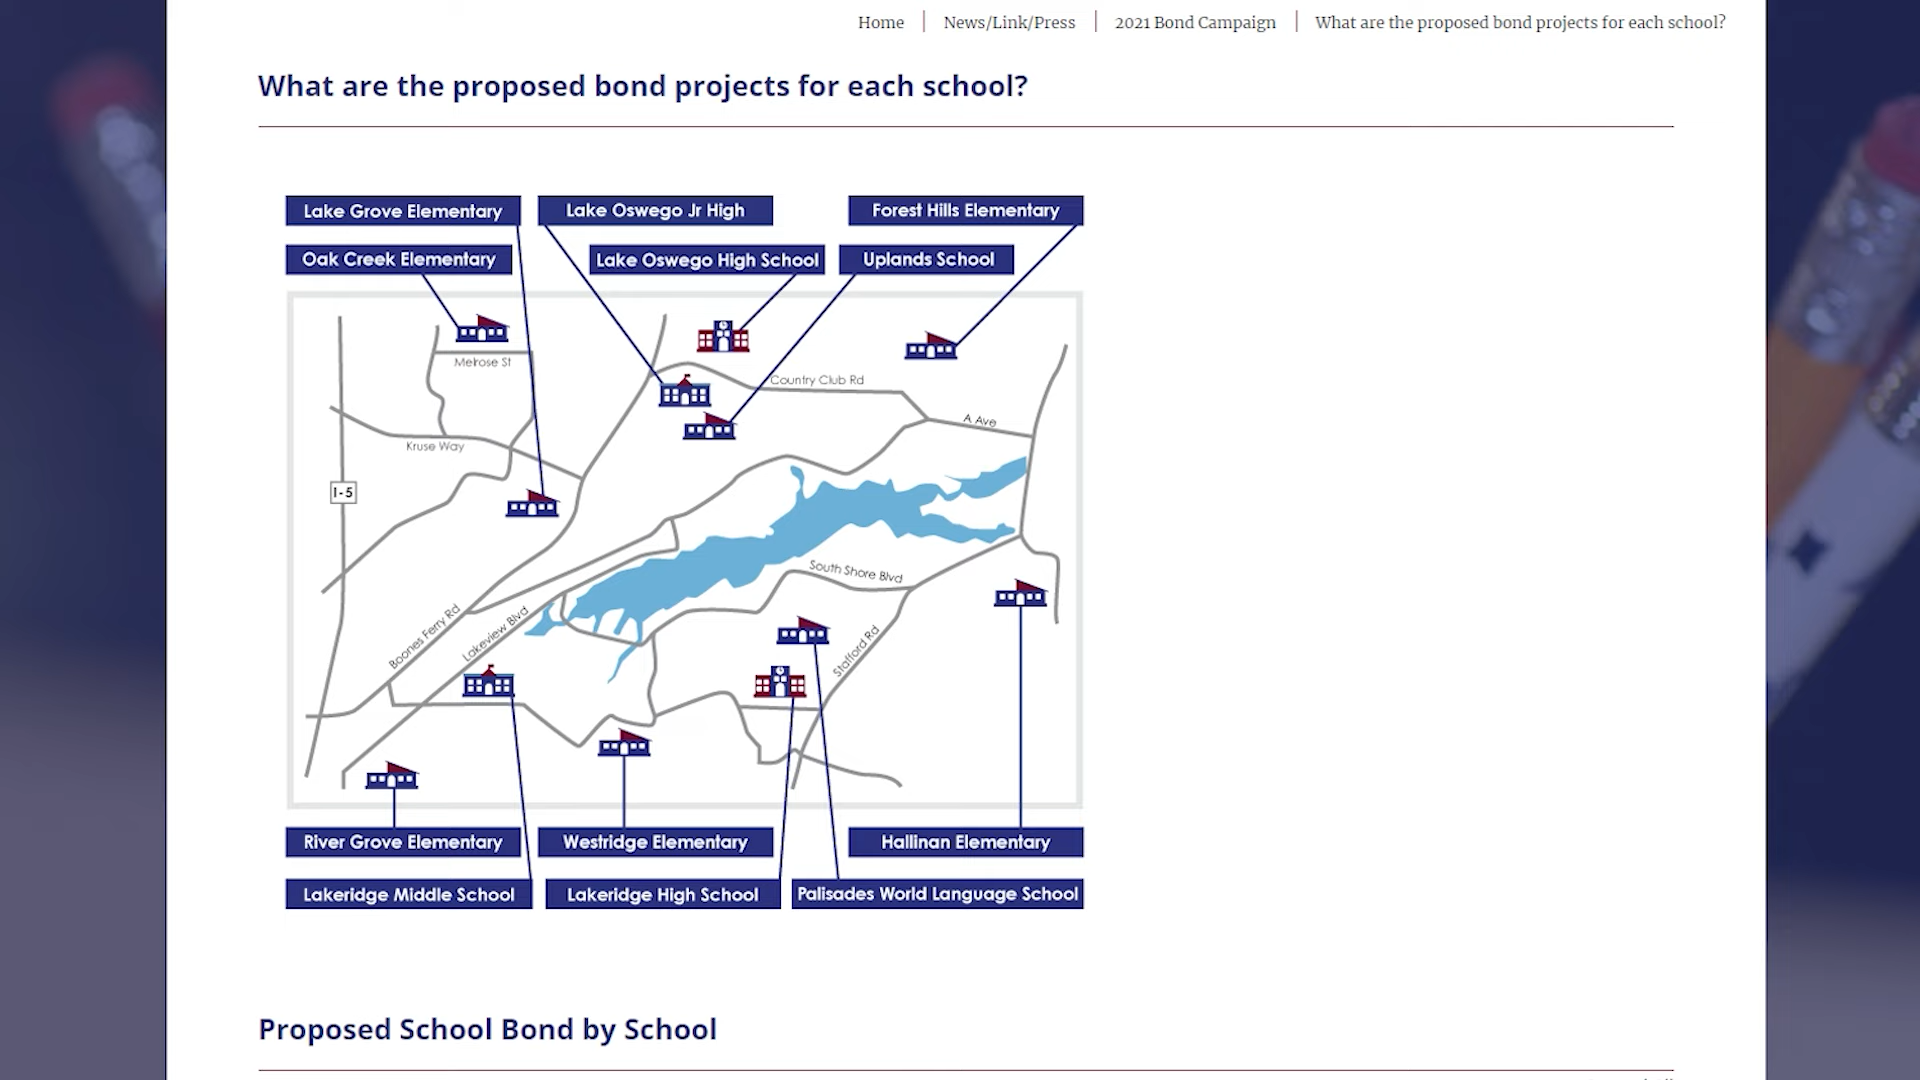 Home
News/Link/Press
2021 Bond Campaign
What are the proposed bond projects for each school?
What are the proposed bond projects for each school?
Lake Grove Elementary
Lake Oswego Jr High
Forest Hills Elementary
Oak Creek Elementary
Lake Oswego High School
Uplands School
Melrose St
Country Club Rd
A Ave
Kruse Way
I-5
South Shore Blvd
Boones Ferry Rd
Lakeview Blvd
Stafford Rd
River Grove Elementary
Westridge Elementary
Hallinan Elementary
Lakeridge Middle School
Lakeridge High School
Palisades World Language School
Proposed School Bond by School